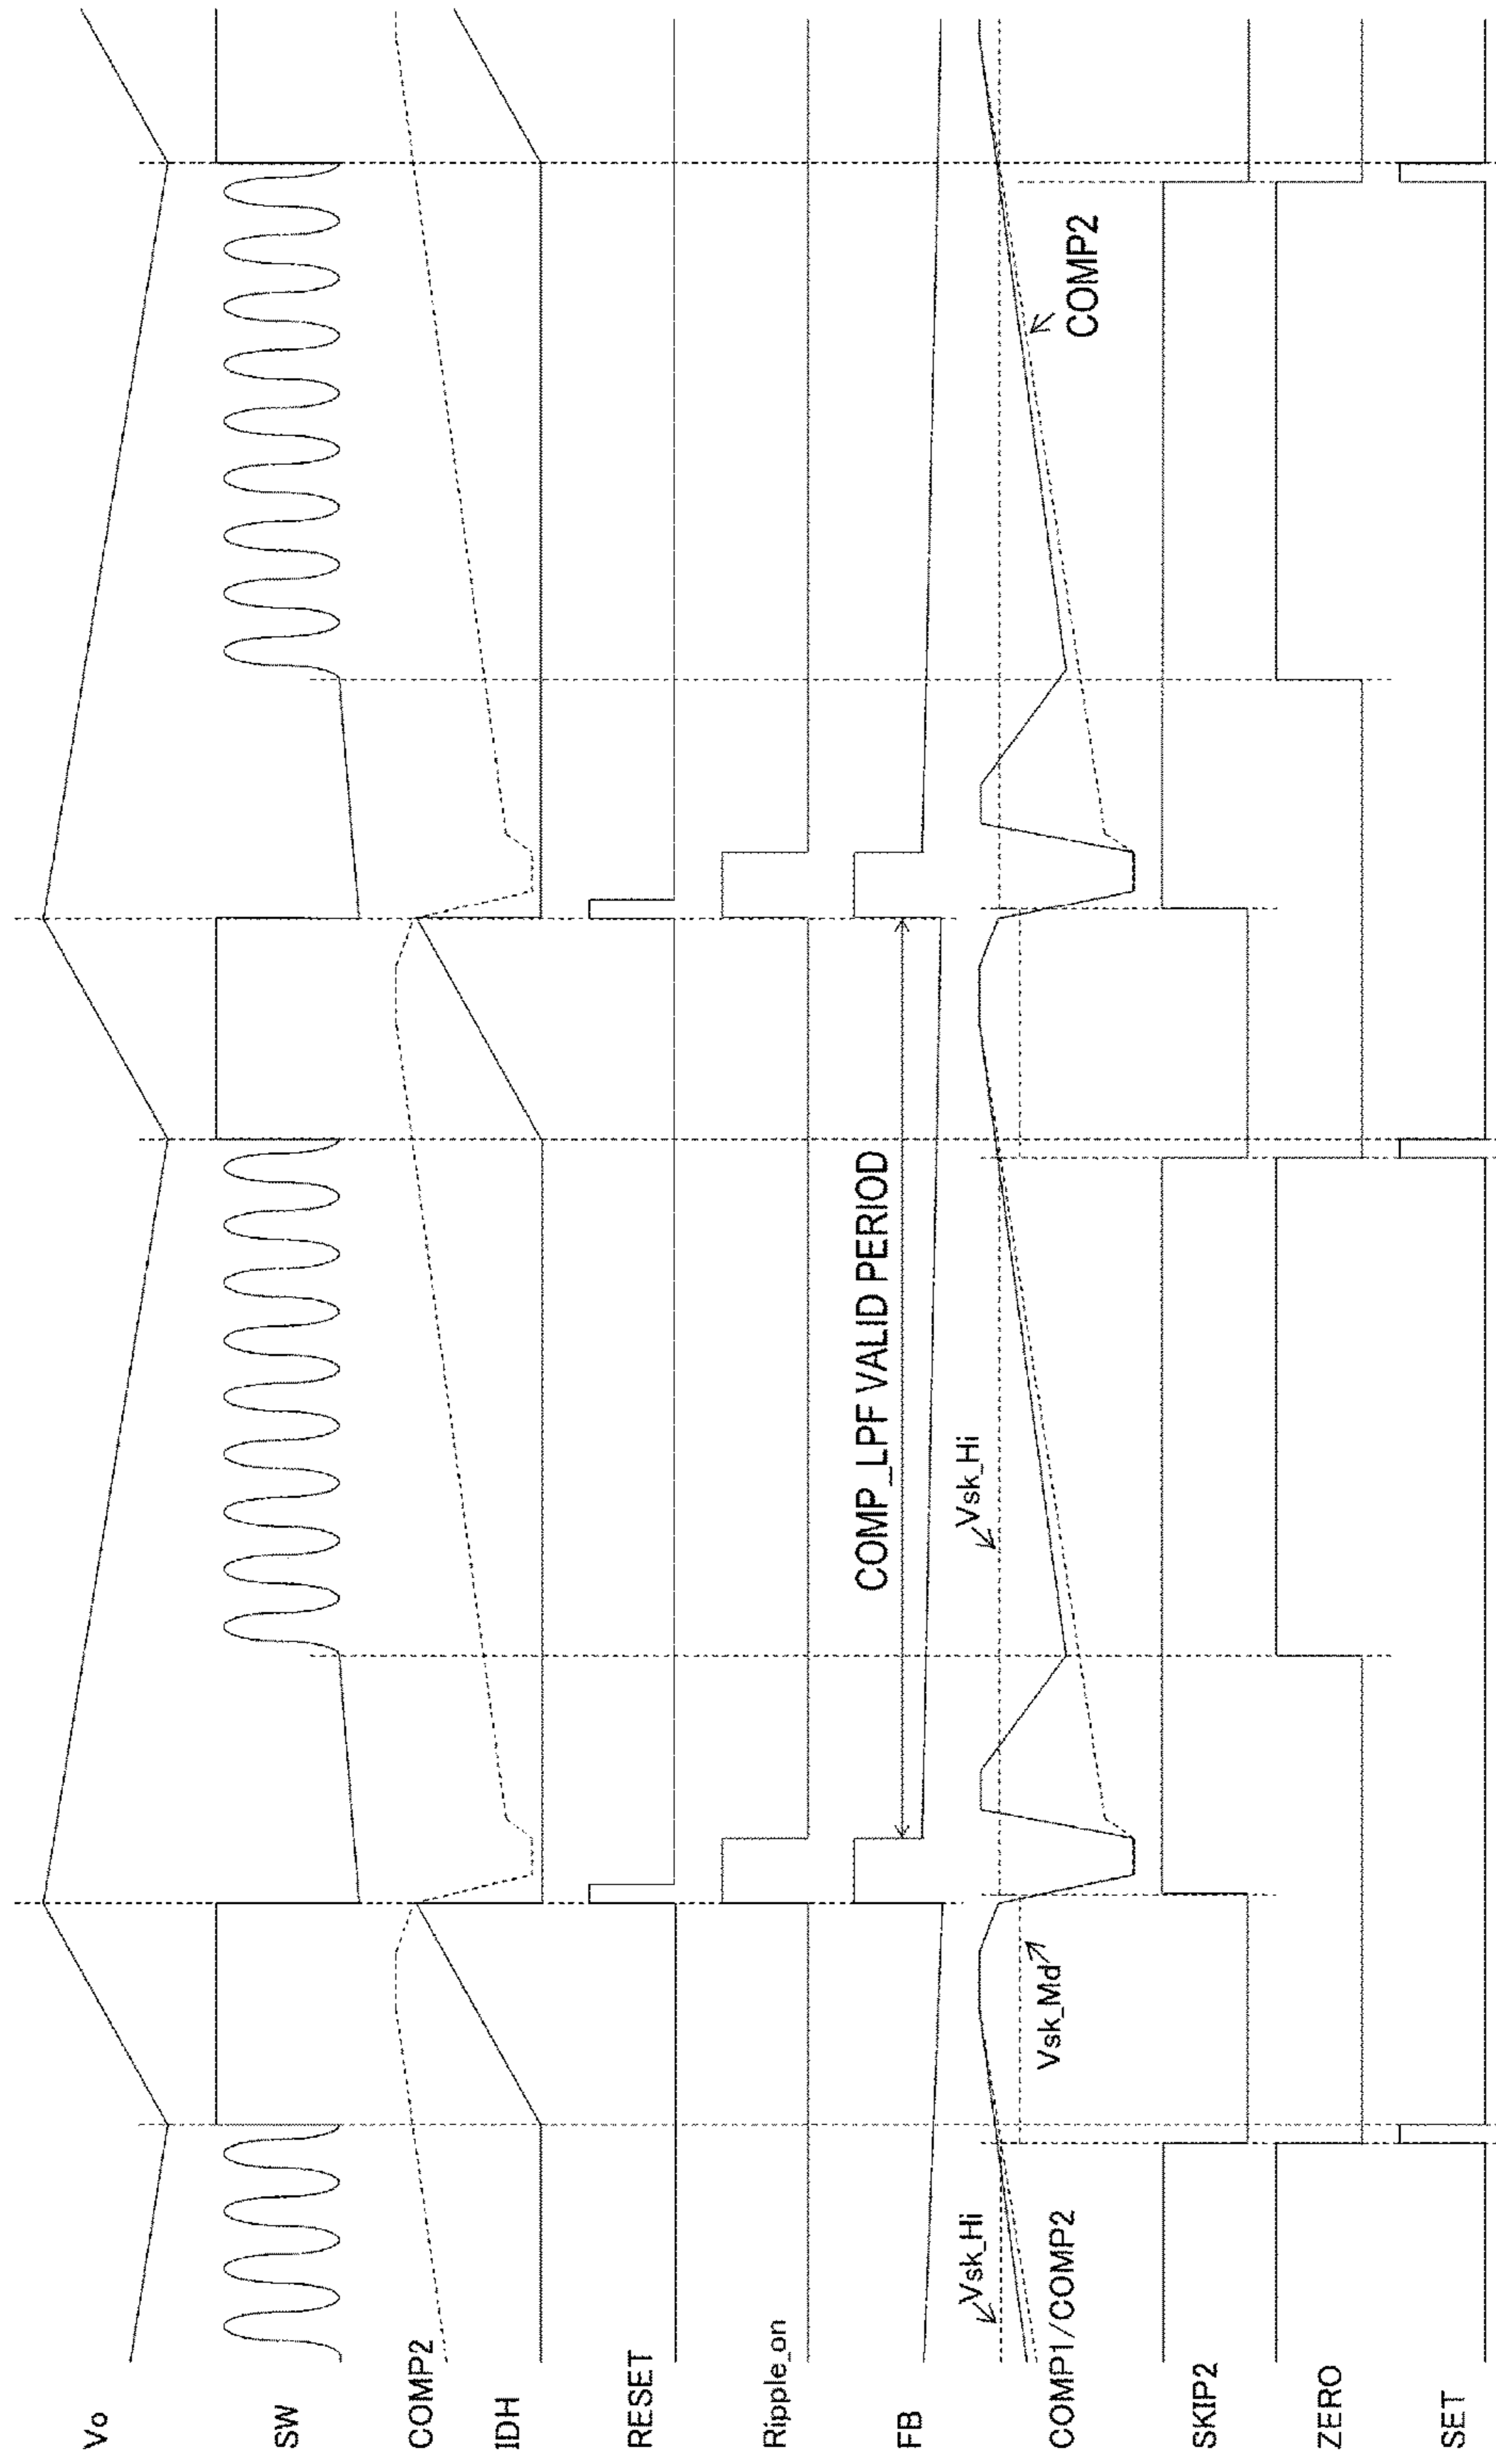 Vo
SW
COMP2
IDH
RESET
Ripple_on
FB
COMP_LPF VALID PERIOD
Vsk_Hi
Vsk_Hi
Vsk_Md
COMP1/COMP2
COMP2
SKIP2
ZERO
SET